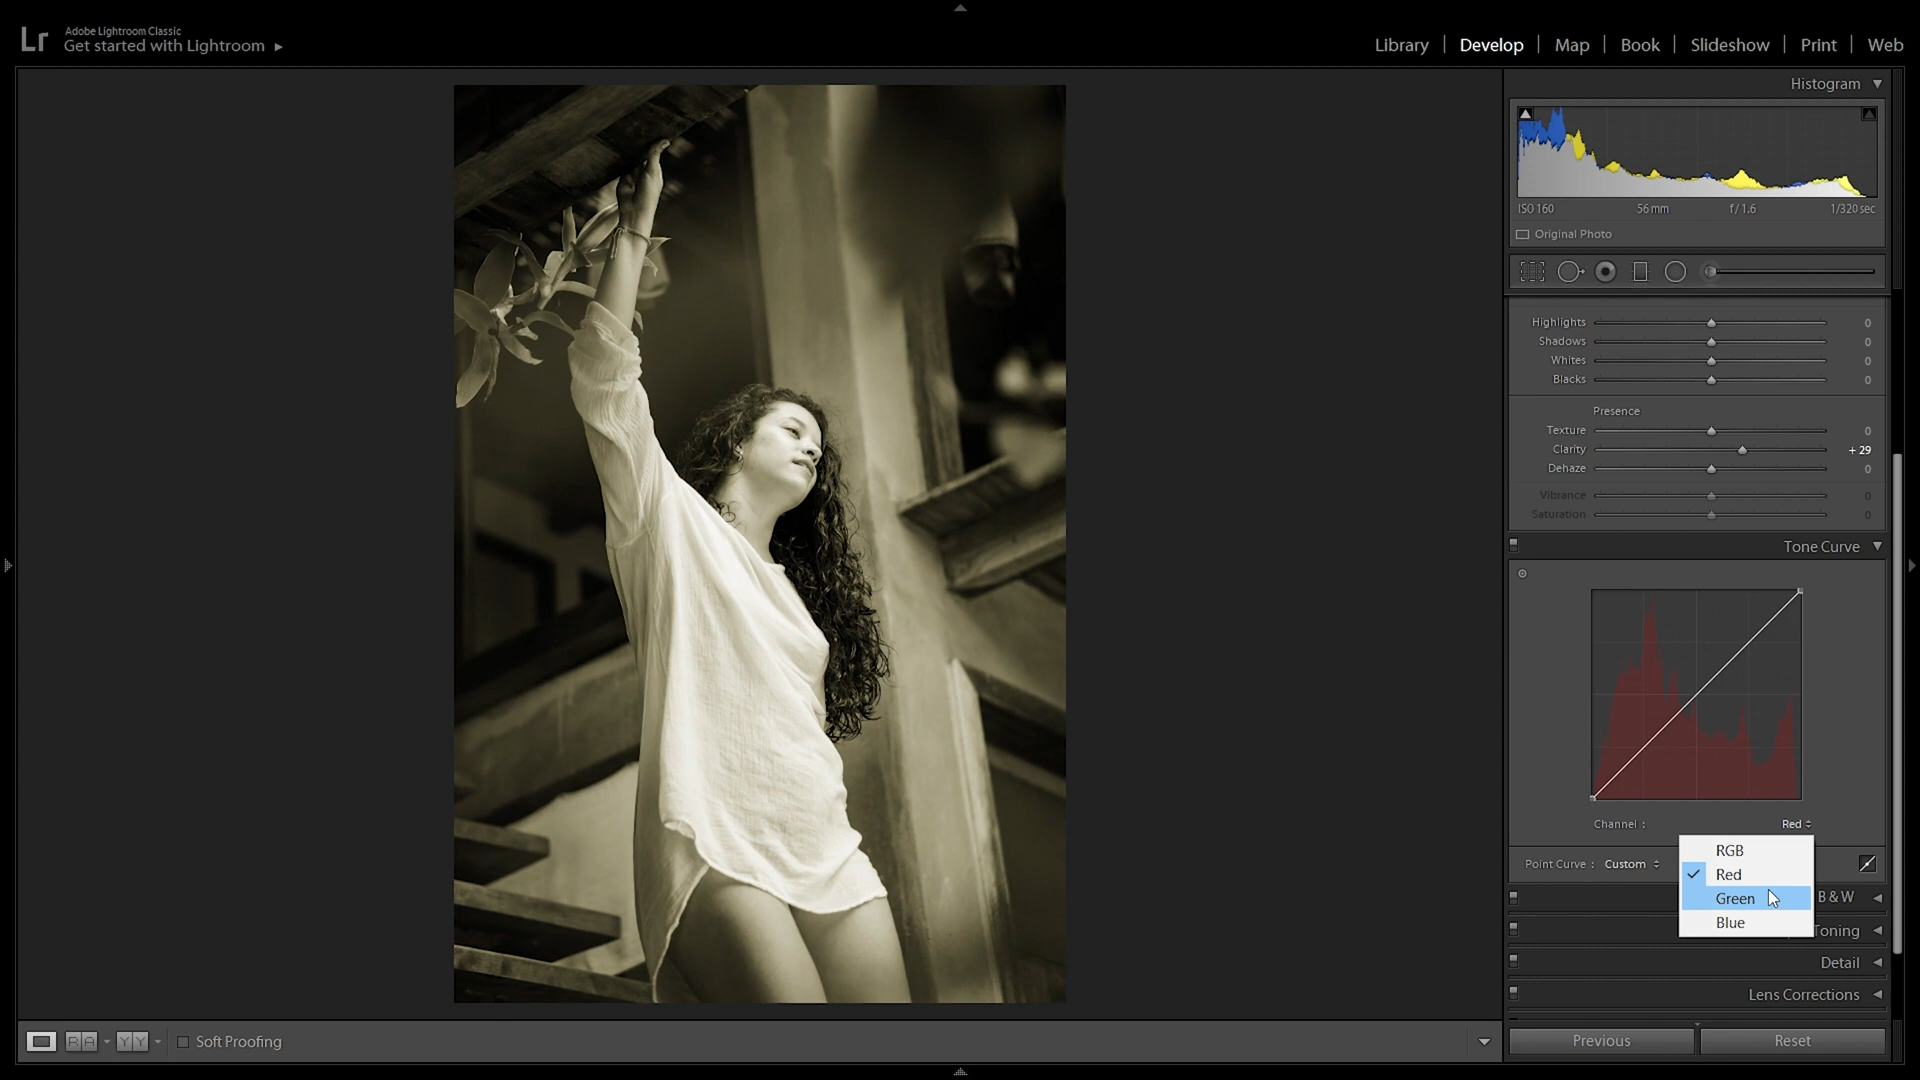 Lr
Adobe Lightroom Classic
Get started with Lightroom
Library | Develop | Map | Book | Slideshow | Print | Web
Histogram
ISO 160 56 mm f / 1.6 1/320 sec
Original Photo
Highlights 0
Shadows 0
Whites 0
Blacks 0
Presence
Texture 0
Clarity + 29
Dehaze 0
Vibrance 0
Saturation 0
Tone Curve
Channel : Red
RGB
Point Curve : Custom
Red
Green
B & W
Blue
Toning
Detail
Lens Corrections
R A
Y Y
Soft Proofing
Previous
Reset